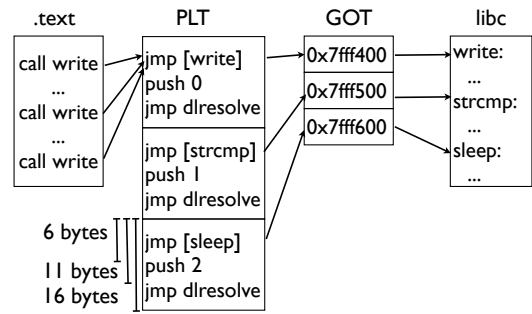 .text
call write
...
call write
...
call write
PLT
jmp [write]
push 0
jmp dlresolve
jmp [strcmp]
push 1
jmp dlresolve
jmp [sleep]
push 2
jmp dlresolve
6 bytes
11 bytes
16 bytes
GOT
0x7fff400
0x7fff500
0x7fff600
libc
write:
...
strcmp:
...
sleep:
...